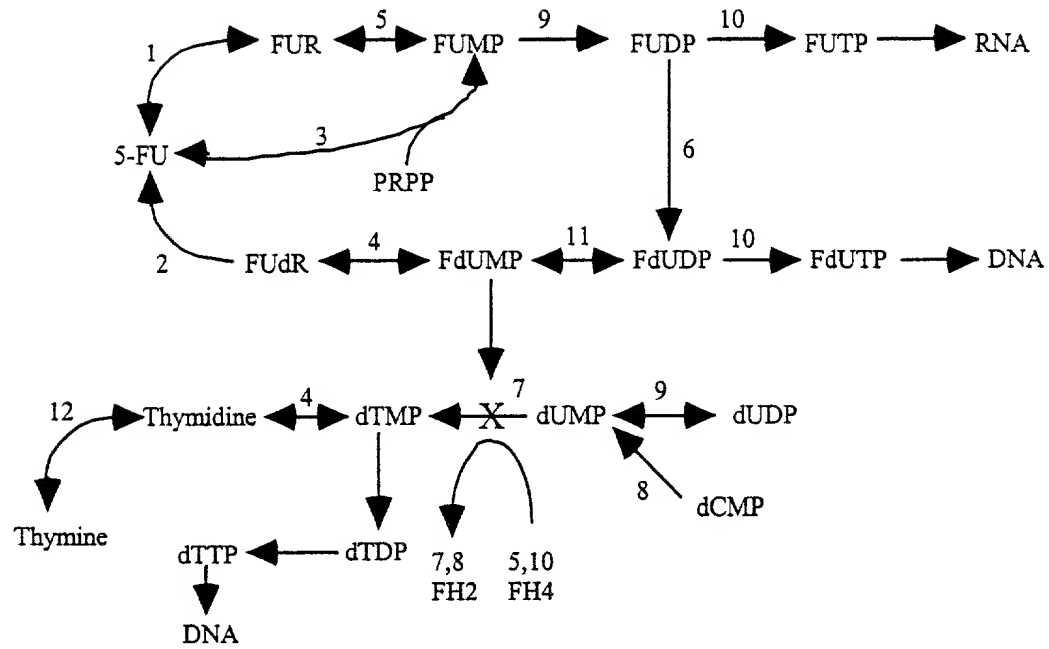 5 9 10
1 FUR FUMP FUDP FUTP RNA
3
5-FU 6
PRPP
4 11 10
2 FUdR FdUMP FdUDP FdUTP DNA
12 4 7 9
Thymidine dTMP X dUMP dUDP
8 dCMP
Thymine
dTTP dTDP
7,8 5,10
FH2 FH4
DNA